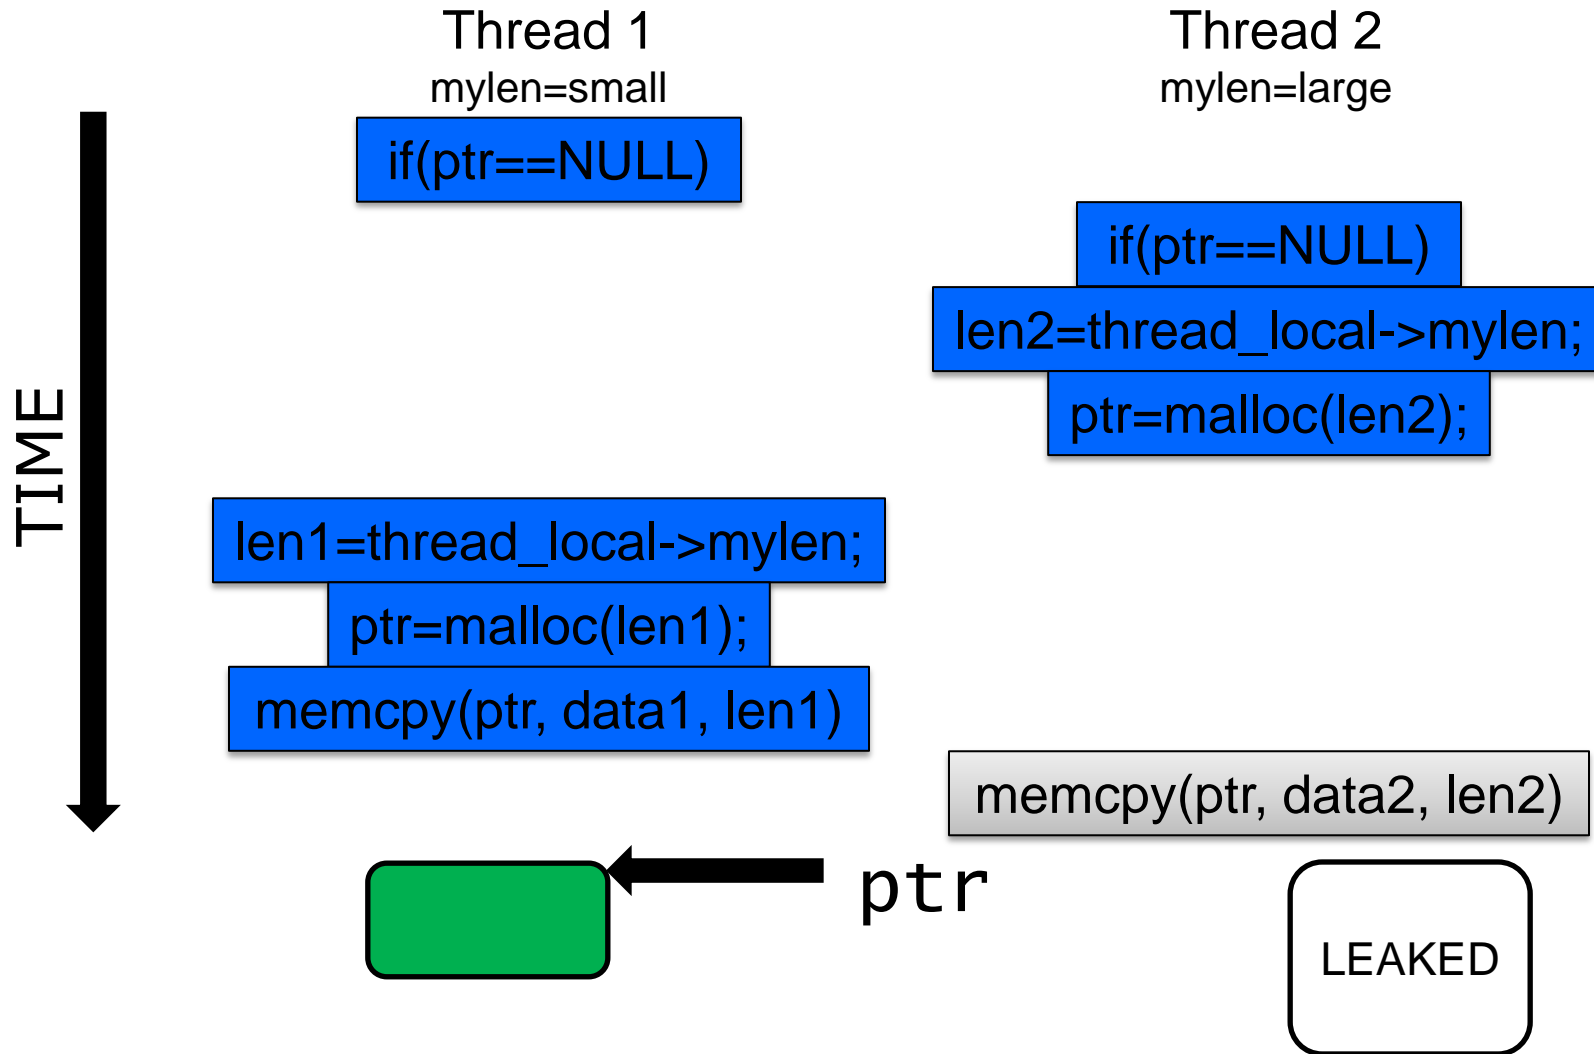 Thread 1
mylen=small
Thread 2
mylen=large
if(ptr==NULL)
if(ptr==NULL)
len2=thread_local->mylen;
ptr=malloc(len2);
TIME
len1=thread_local->mylen;
ptr=malloc(len1);
memcpy(ptr, data1, len1)
memcpy(ptr, data2, len2)
ptr
LEAKED